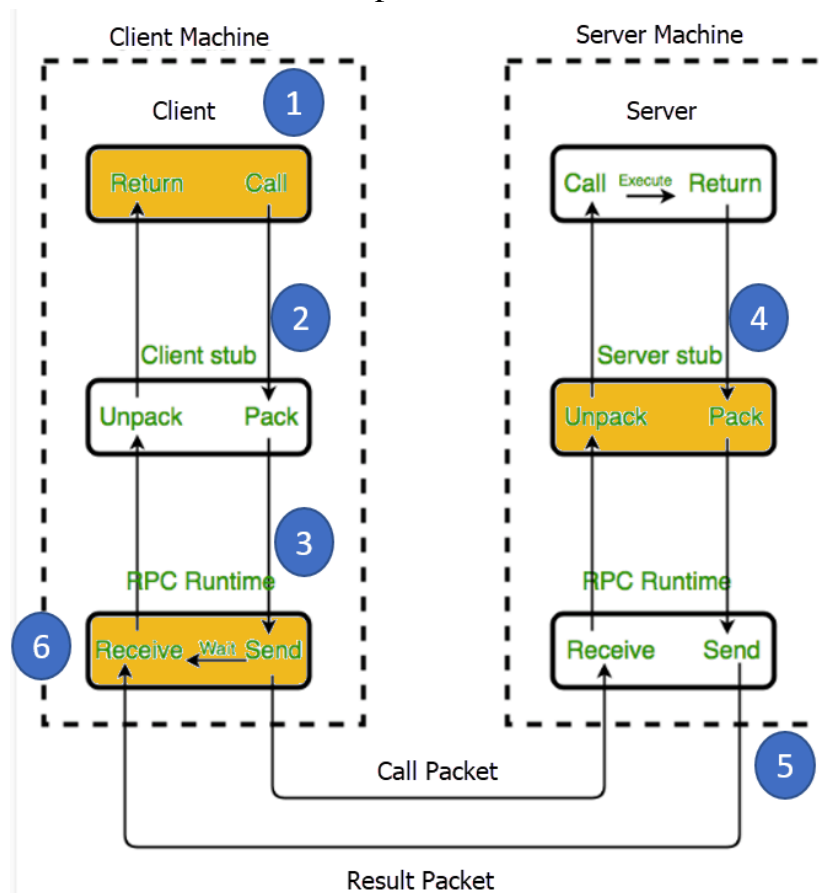 Client Machine
Server Machine
Client
1
Server
Return Call
Call Execute Return
2
4
Client stub
Server stub
Unpack Pack
Unpack Pack
3
RPC Runtime
RPC Runtime
6
Receive Wait Send
Receive Send
Call Packet
5
Result Packet